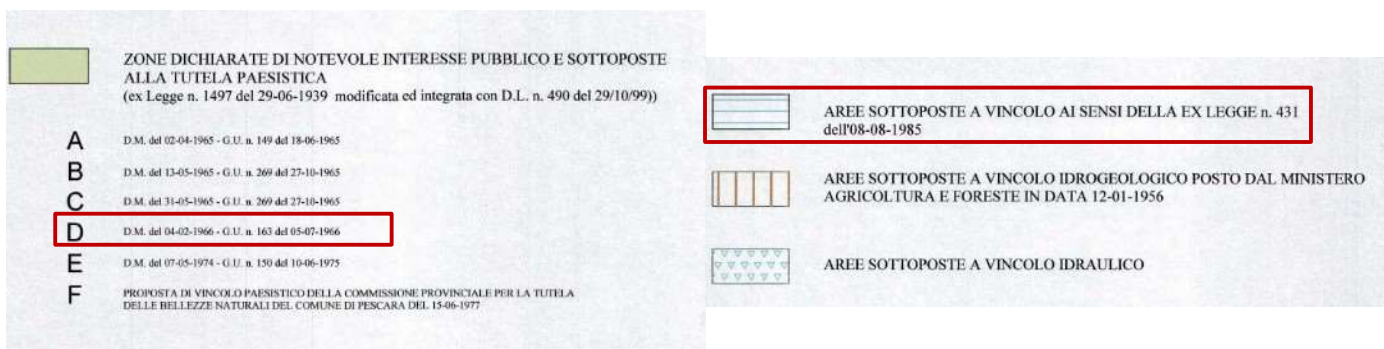 ZONE DICHIARATE DI NOTEVOLE INTERESSE PUBBLICO E SOTTOPOSTE
ALLA TUTELA PAESISTICA
(ex Legge n. 1497 del 29-06-1939 modificata ed integrata con D.L. n. 490 del 29/10/99))
A D.M. del 02-04-1965 - G.U. n. 149 del 18-06-1965
B D.M. del 13-05-1965 - G.U. n. 269 del 27-10-1965
C D.M. del 31-05-1965 - G.U. n. 269 del 27-10-1965
D D.M. del 04-02-1966 - G.U. n. 163 del 05-07-1966
E D.M. del 07-05-1974 - G.U. n. 150 del 10-06-1975
F PROPOSTA DI VINCOLO PAESISTICO DELLA COMMISSIONE PROVINCIALE PER LA TUTELA
DELLE BELLEZZE NATURALI DEL COMUNE DI PESCARA DEL 15-06-1977
AREE SOTTOPOSTE A VINCOLO AI SENSI DELLA EX LEGGE n. 431
dell'08-08-1985
AREE SOTTOPOSTE A VINCOLO IDROGEOLOGICO POSTO DAL MINISTERO
AGRICOLTURA E FORESTE IN DATA 12-01-1956
AREE SOTTOPOSTE A VINCOLO IDRAULICO